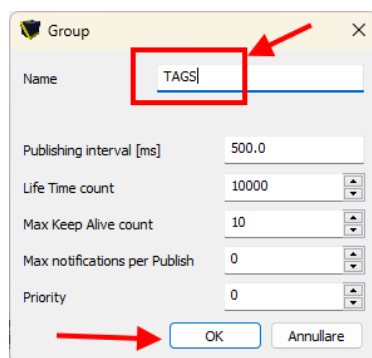 Group
Name TAGS
Publishing interval [ms] 500.0
Life Time count 10000
Max Keep Alive count 10
Max notifications per Publish 0
Priority 0
OK Annullare